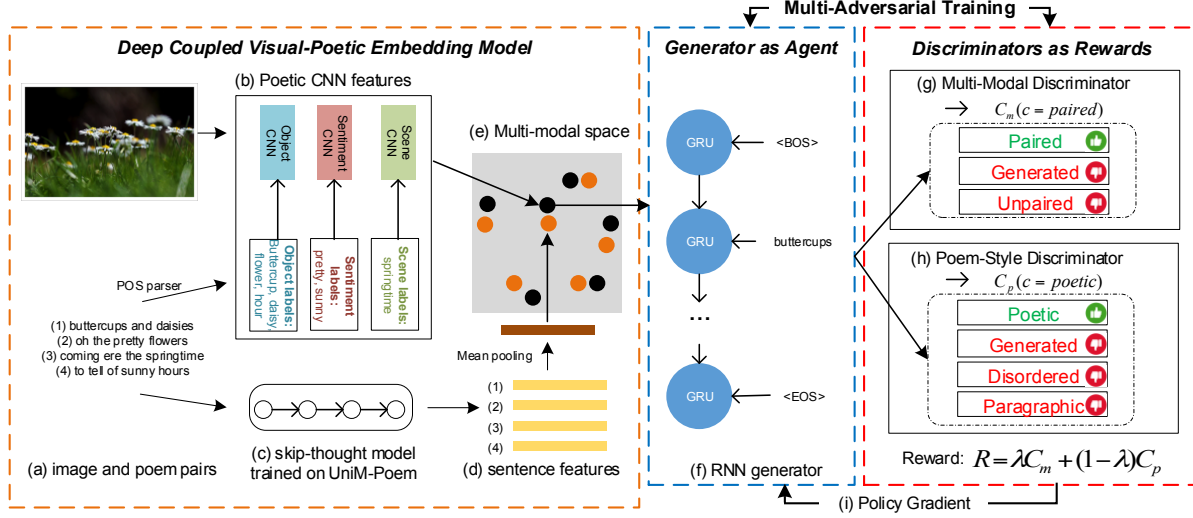 Multi-Adversarial Training
Deep Coupled Visual-Poetic Embedding Model
(b) Poetic CNN features
Object CNN
Sentiment CNN
Scene CNN
Object labels: Buttercup, daisy, flower, hour
Sentiment labels: pretty, sunny
Scene labels: springtime
POS parser
(1) buttercups and daisies
(2) oh the pretty flowers
(3) coming ere the springtime
(4) to tell of sunny hours
(a) image and poem pairs
(c) skip-thought model
trained on UniM-Poem
(e) Multi-modal space
Mean pooling
(1)
(2)
(3)
(4)
(d) sentence features
Generator as Agent
GRU
<BOS>
GRU
buttercups
...
GRU
<EOS>
(f) RNN generator
Discriminators as Rewards
(g) Multi-Modal Discriminator
C_m(c = paired)
Paired
Generated
Unpaired
(h) Poem-Style Discriminator
C_p(c = poetic)
Poetic
Generated
Disordered
Paragraphic
Reward: R = λC_m + (1−λ)C_p
(i) Policy Gradient